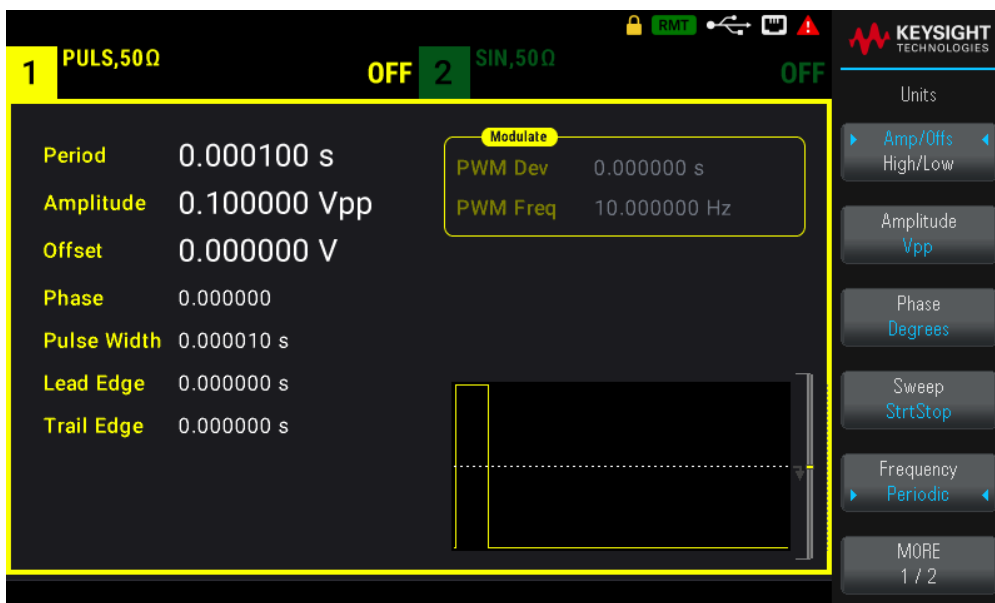 RMT
KEYSIGHT
TECHNOLOGIES
1 PULS,50Ω OFF 2 SIN,50Ω OFF
Units
Modulate
Period 0.000100 s
PWM Dev 0.000000 s
Amp/Offs
High/Low
Amplitude 0.100000 Vpp
PWM Freq 10.000000 Hz
Amplitude
Vpp
Offset 0.000000 V
Phase 0.000000
Phase
Degrees
Pulse Width 0.000010 s
Lead Edge 0.000000 s
Sweep
StrtStop
Trail Edge 0.000000 s
Frequency
Periodic
MORE
1 / 2